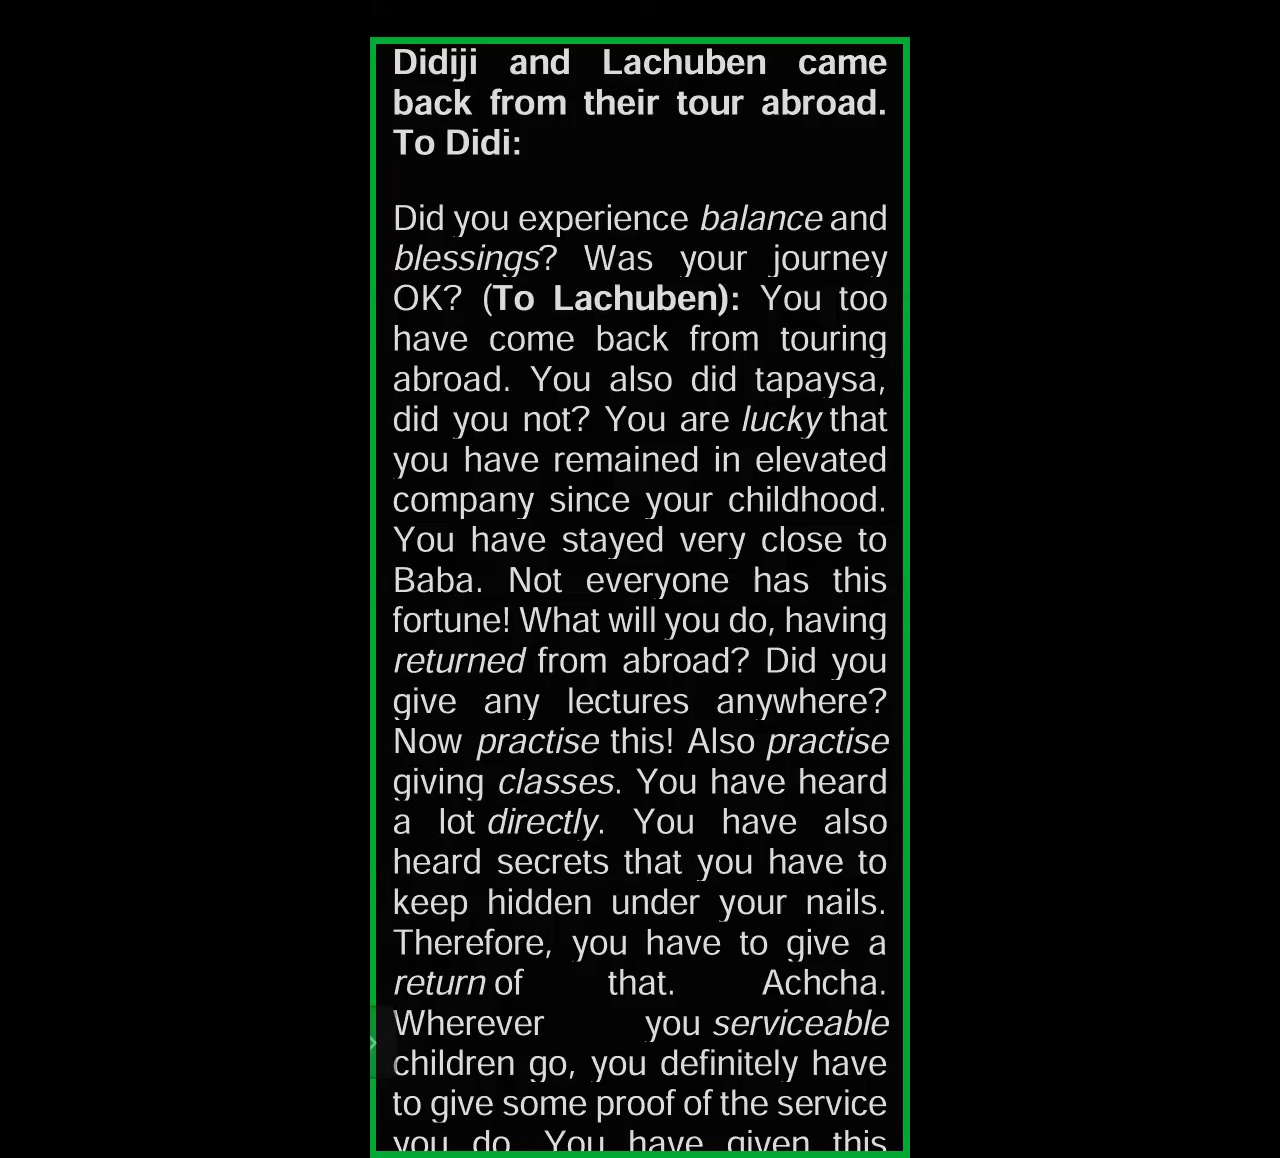 Didiji and Lachuben came
back from their tour abroad.
To Didi:
Did you experience balance and
blessings? Was your journey
OK? (To Lachuben): You too
have come back from touring
abroad. You also did tapaysa,
did you not? You are lucky that
you have remained in elevated
company since your childhood.
You have stayed very close to
Baba. Not everyone has this
fortune! What will you do, having
returned from abroad? Did you
give any lectures anywhere?
Now practise this! Also practise
giving classes. You have heard
a lot directly. You have also
heard secrets that you have to
keep hidden under your nails.
Therefore, you have to give a
return of that. Achcha.
Wherever you serviceable
children go, you definitely have
to give some proof of the service
you do. You have given this